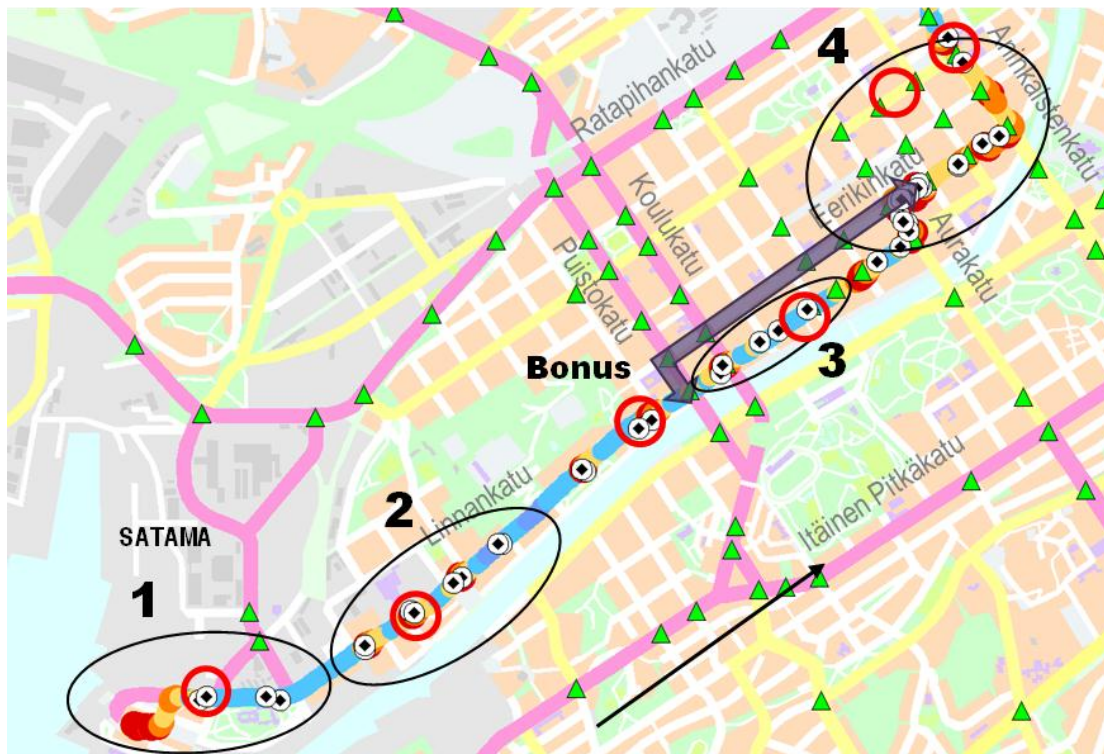 4
Aninkaistenkatu
Ratapihankatu
Eerikinkatu
Koulukatu
Aurakatu
Puistokatu
Bonus
3
2
Linnankatu
Itäinen Pitkäkatu
SATAMA
1